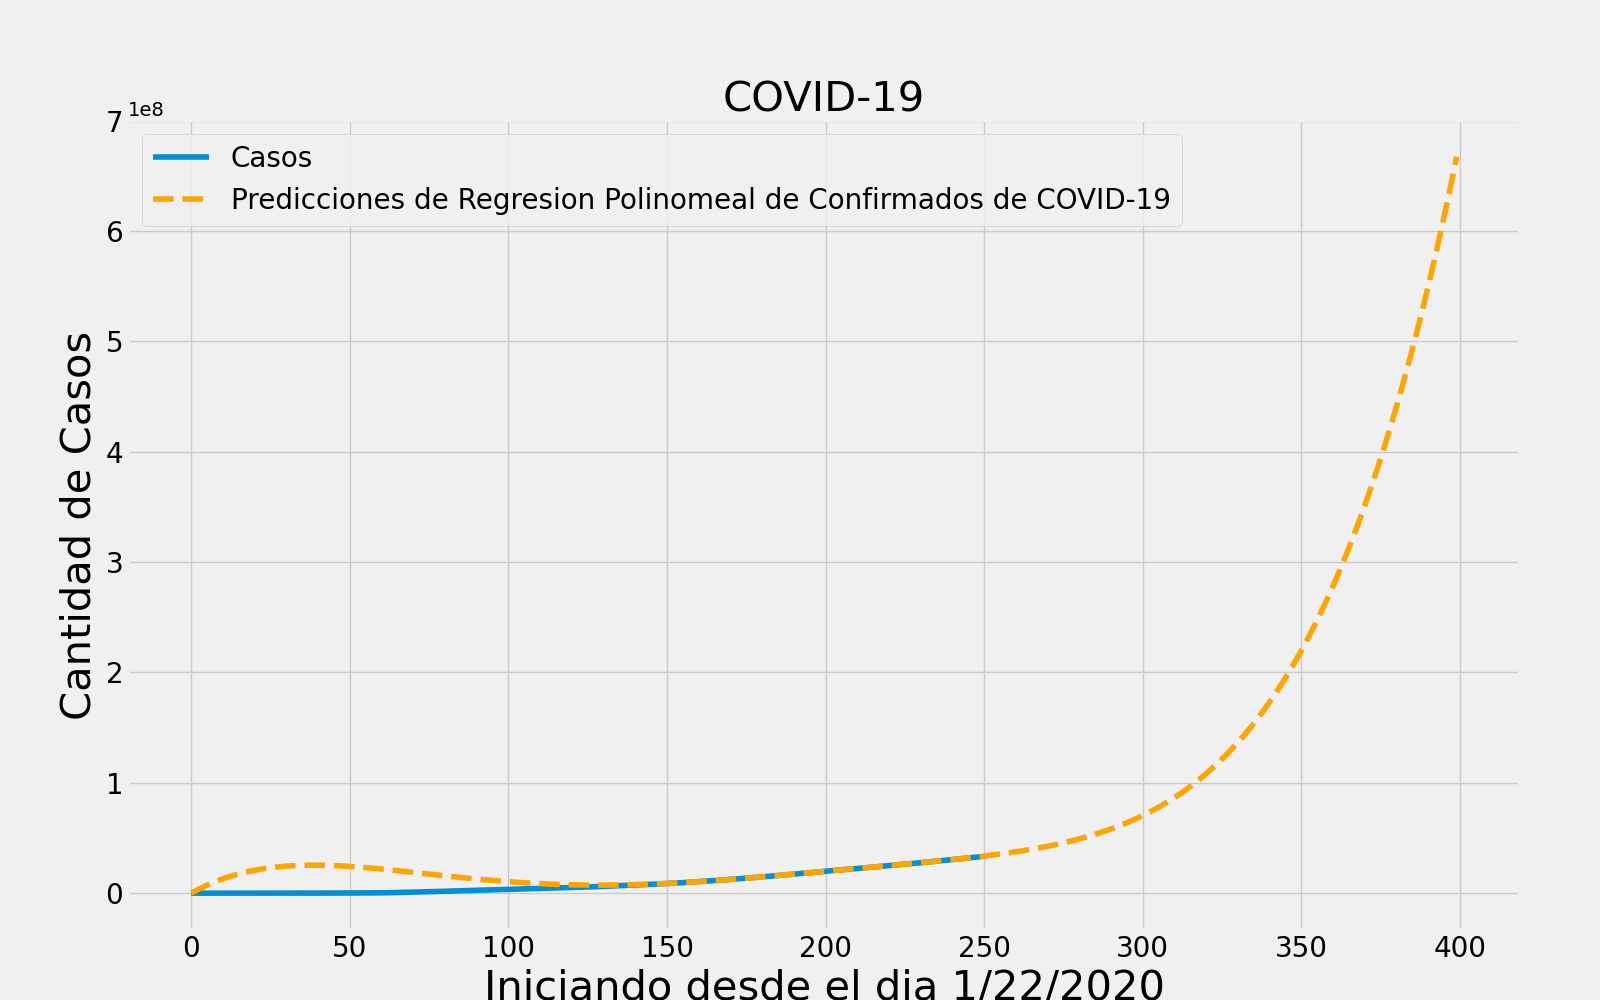 COVID-19
1e8
Casos
Predicciones de Regresion Polinomeal de Confirmados de COVID-19
Cantidad de Casos
7
6
5
4
3
2
1
0
0 50 100 150 200 250 300 350 400
Iniciando desde el dia 1/22/2020